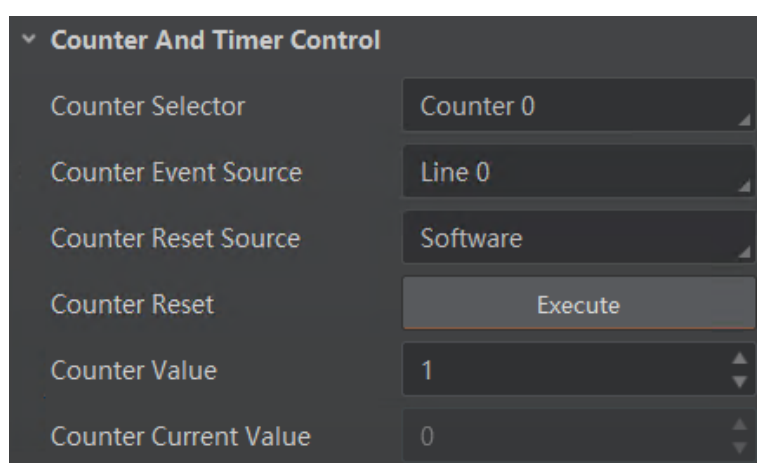 Counter And Timer Control
Counter Selector Counter 0
Counter Event Source Line 0
Counter Reset Source Software
Counter Reset Execute
Counter Value 1
Counter Current Value 0